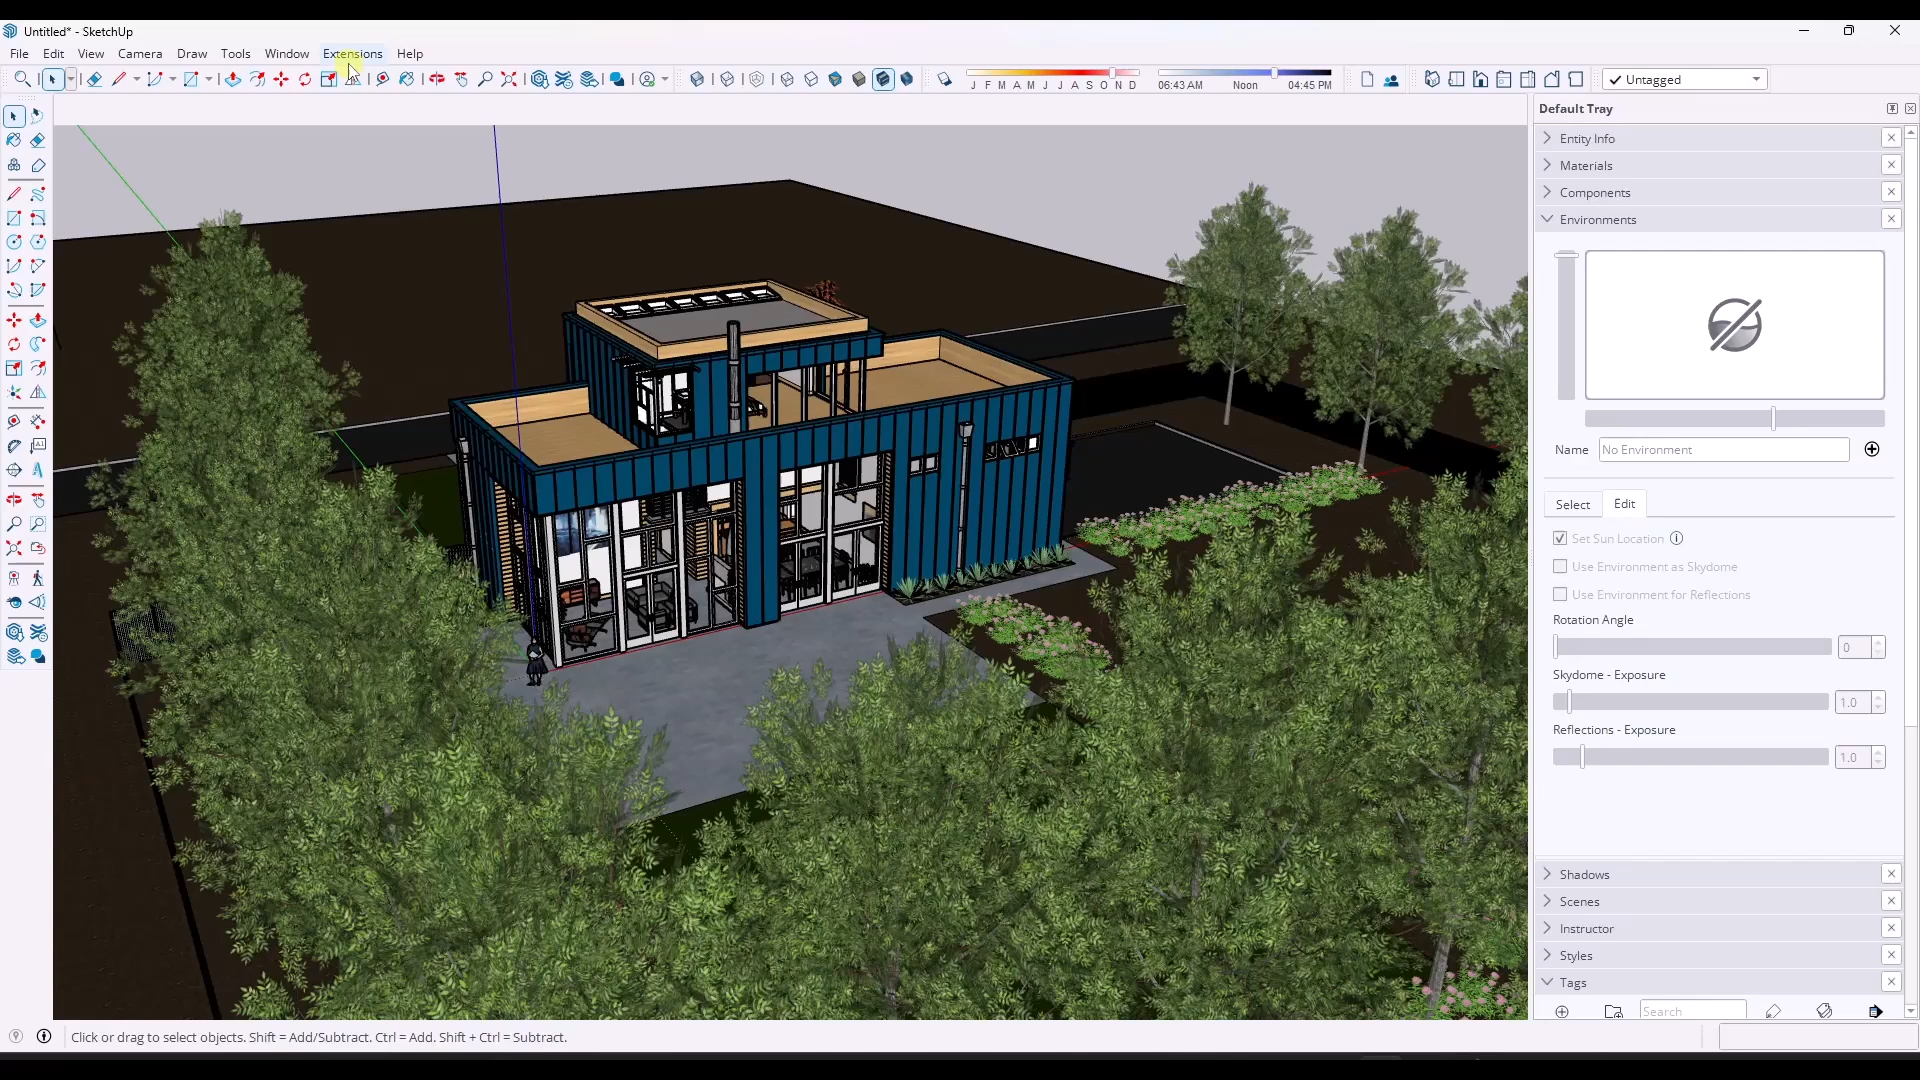 Untitled* - SketchUp
File Edit View Camera Draw Tools Window Extensions Help
J F M A M J J A S O N D 06:43 AM Noon 04:45 PM Untagged
Default Tray
Entity Info
Materials
Components
Environments
Name No Environment
Select Edit
Set Sun Location
Use Environment as Skydome
Use Environment for Reflections
Rotation Angle
0
Skydome - Exposure
1.0
Reflections - Exposure
1.0
Shadows
Scenes
Instructor
Styles
Tags
Search
Click or drag to select objects. Shift = Add/Subtract. Ctrl = Add. Shift + Ctrl = Subtract.